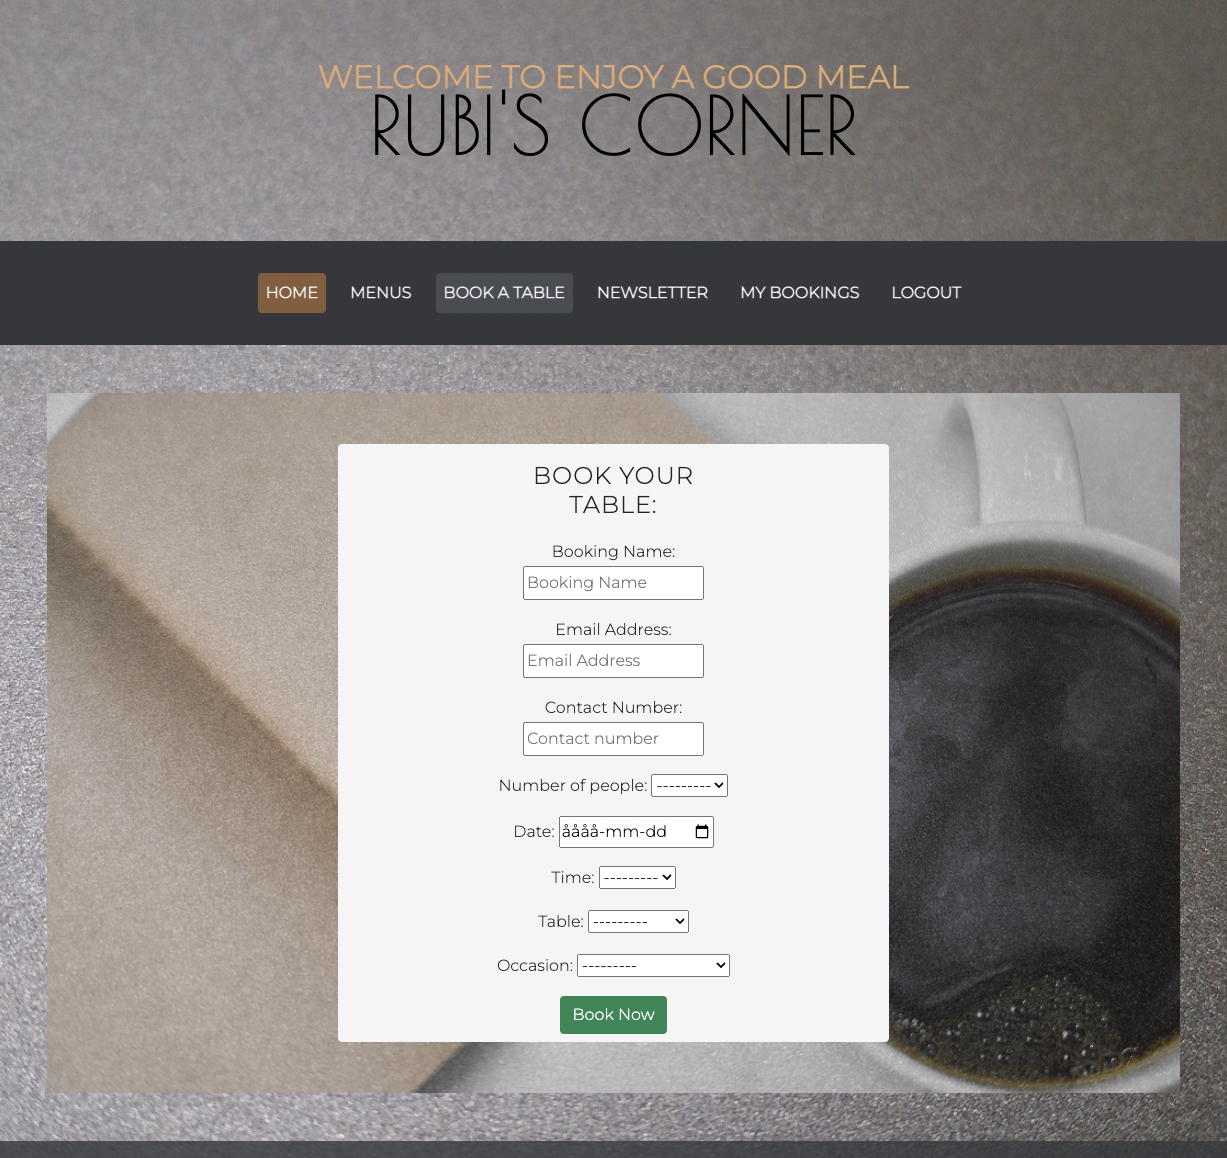 WELCOME TO ENJOY A GOOD MEAL
RUBI'S CORNER
HOME MENUS BOOK A TABLE NEWSLETTER MY BOOKINGS LOGOUT
BOOK YOUR
TABLE:
Booking Name:
Booking Name
Email Address:
Email Address
Contact Number:
Contact number
Number of people: ---------
Date: åååå-mm-dd
Time: ---------
Table: ---------
Occasion: ---------
Book Now